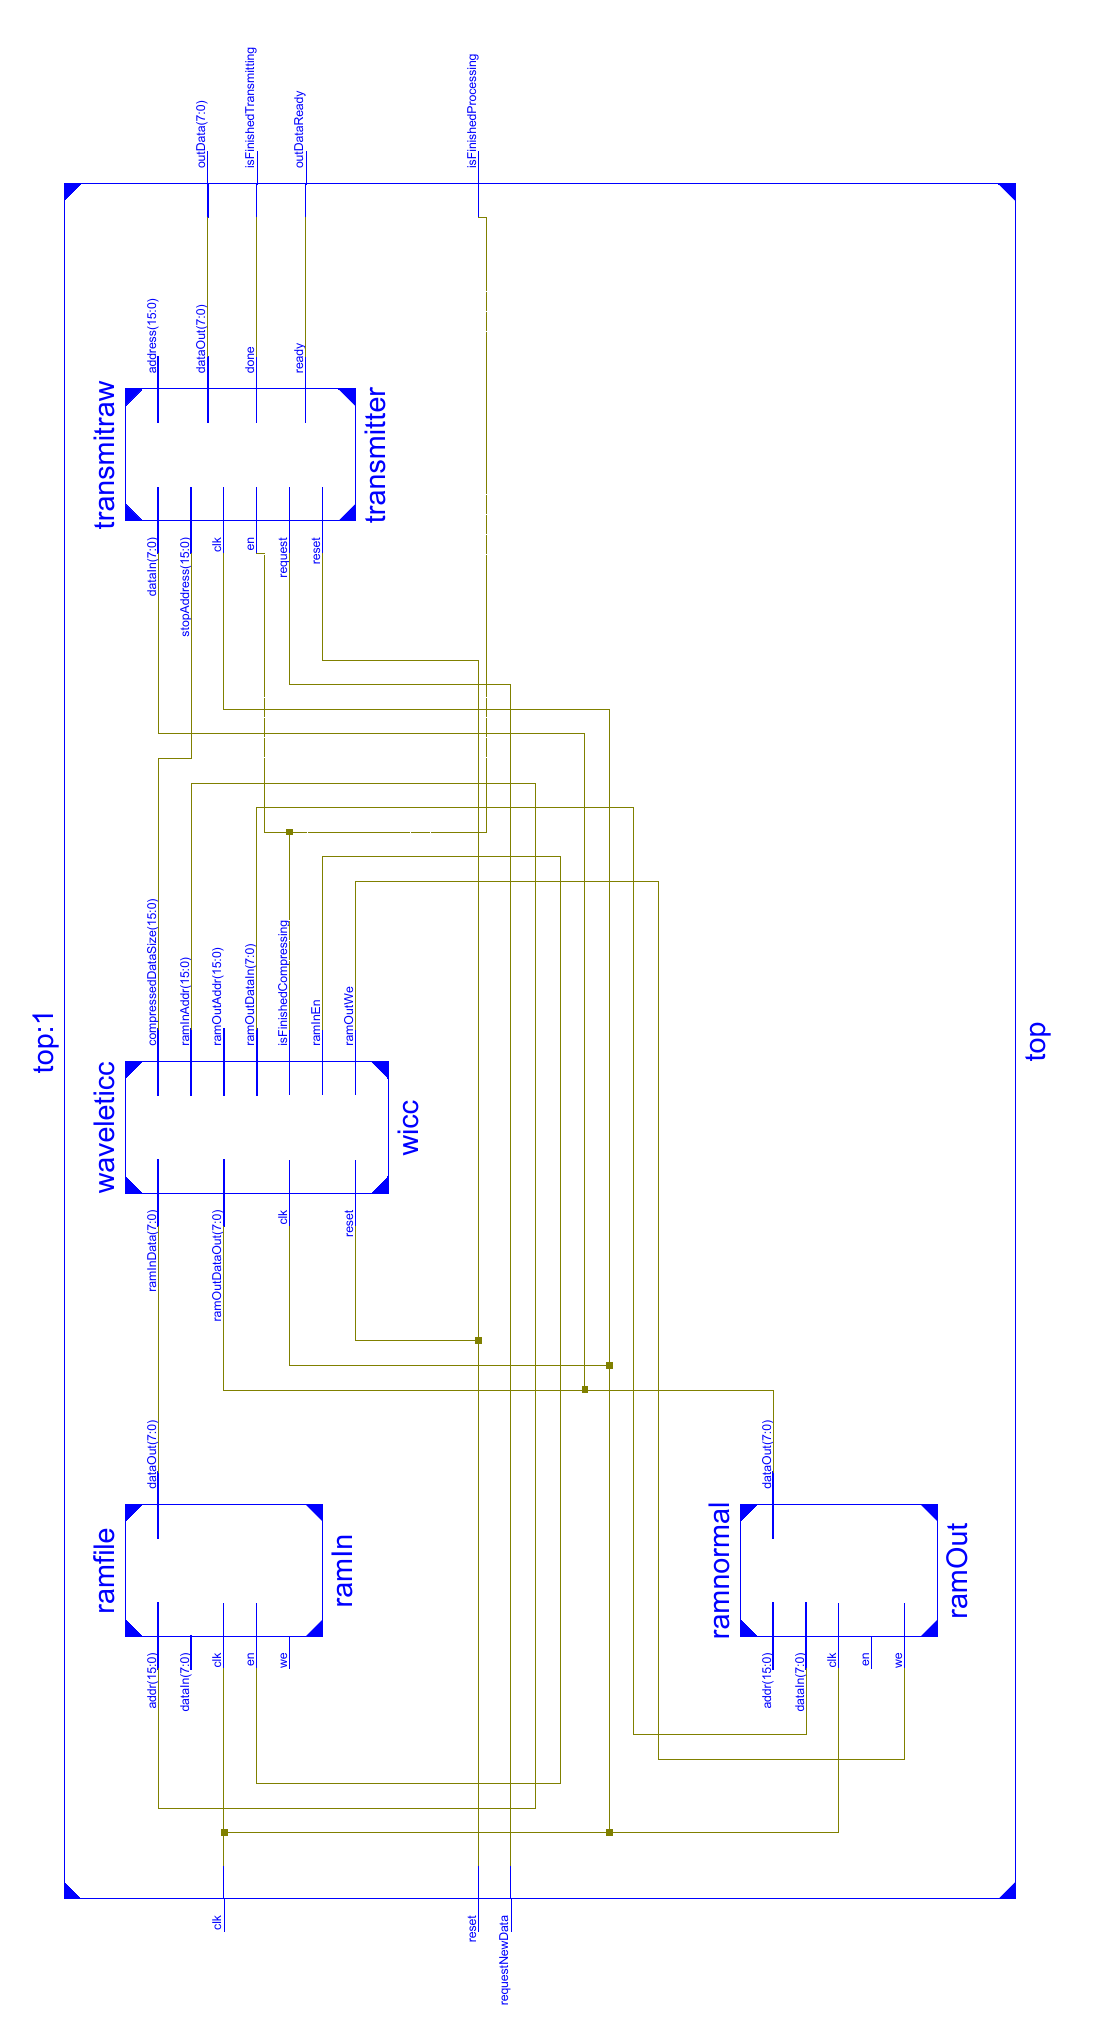 top:1
clk
reset
requestNewData
ramfile
addr(15:0)
dataIn(7:0)
clk
en
we
dataOut(7:0)
ramIn
ramnormal
addr(15:0)
dataIn(7:0)
clk
en
we
dataOut(7:0)
ramOut
waveleticc
ramInData(7:0)
ramOutDataOut(7:0)
clk
reset
compressedDataSize(15:0)
ramInAddr(15:0)
ramOutAddr(15:0)
ramOutDataIn(7:0)
isFinishedCompressing
ramInEn
ramOutWe
wicc
transmitraw
dataIn(7:0)
stopAddress(15:0)
clk
en
request
reset
address(15:0)
dataOut(7:0)
done
ready
transmitter
outData(7:0)
isFinishedTransmitting
outDataReady
isFinishedProcessing
top